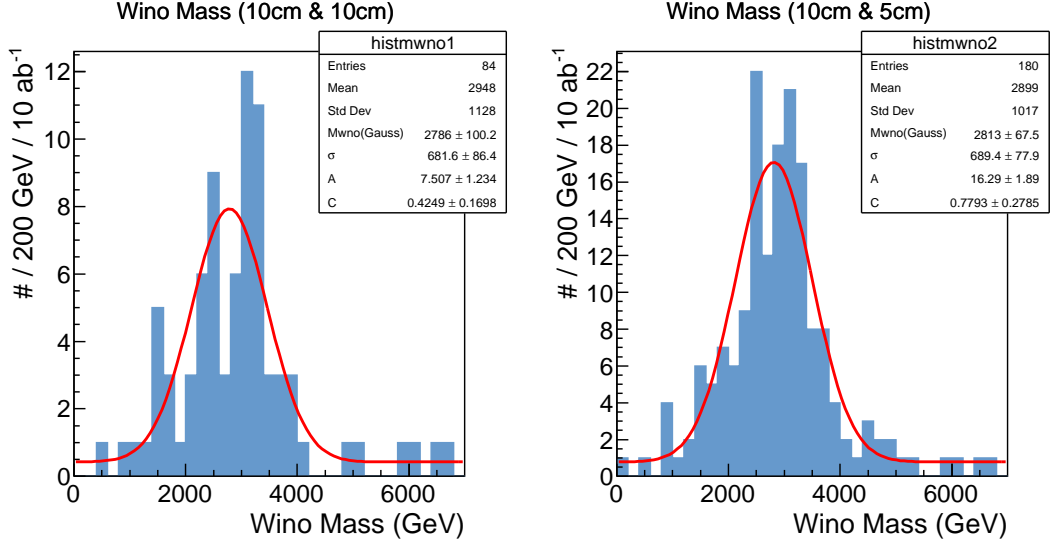 Wino Mass (10cm & 10cm)
histmwno1
Entries 84
Mean 2948
Std Dev 1128
Mwno(Gauss) 2786 ± 100.2
σ 681.6 ± 86.4
A 7.507 ± 1.234
C 0.4249 ± 0.1698
# / 200 GeV / 10 ab⁻¹
12
10
8
6
4
2
0
0 2000 4000 6000
Wino Mass (GeV)
Wino Mass (10cm & 5cm)
histmwno2
Entries 180
Mean 2899
Std Dev 1017
Mwno(Gauss) 2813 ± 67.5
σ 689.4 ± 77.9
A 16.29 ± 1.89
C 0.7793 ± 0.2785
# / 200 GeV / 10 ab⁻¹
22
20
18
16
14
12
10
8
6
4
2
0
0 2000 4000 6000
Wino Mass (GeV)